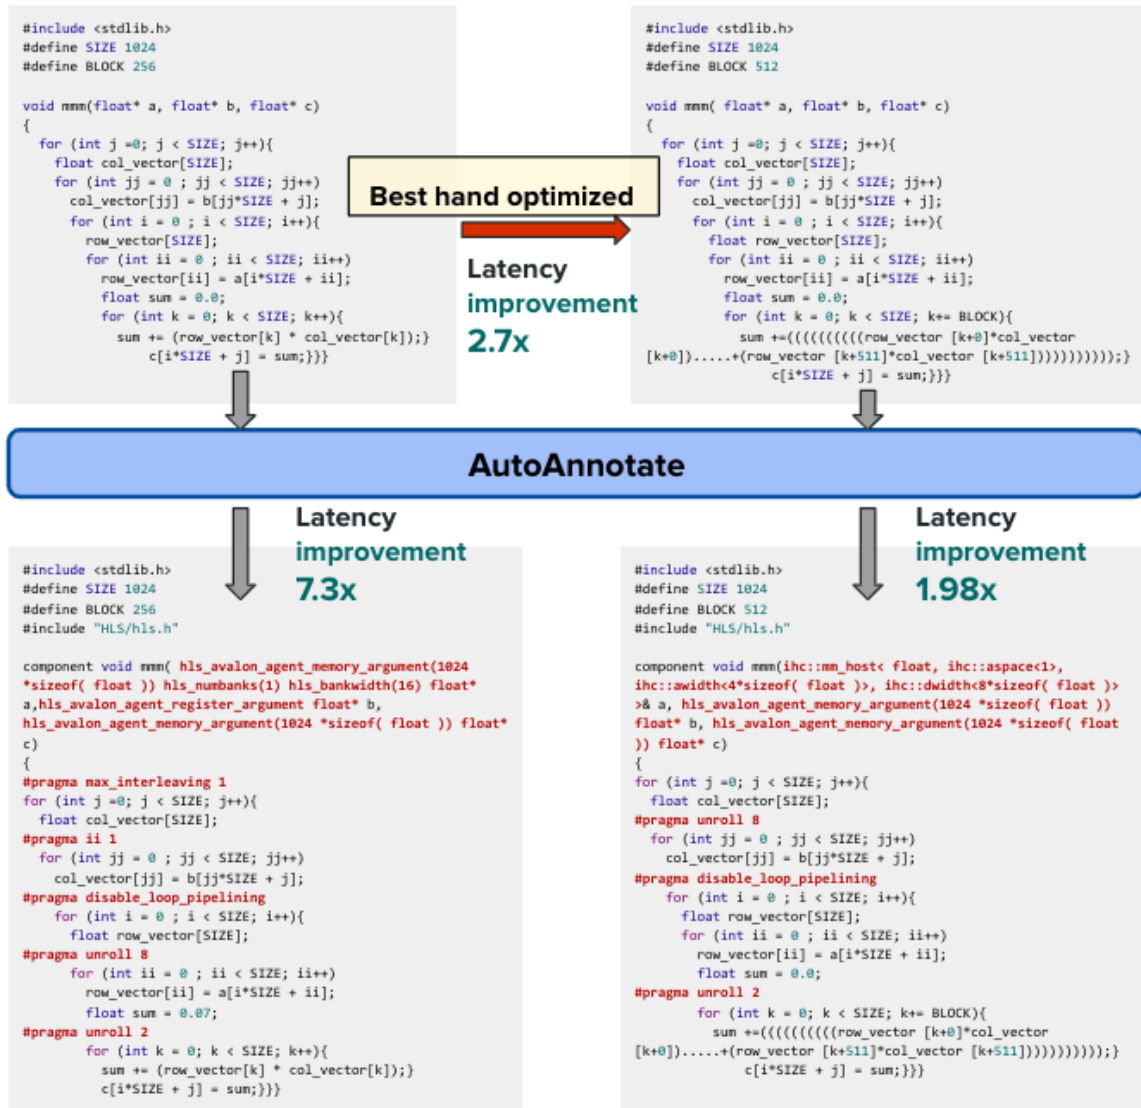 #include <stdlib.h>
#define SIZE 1024
#define BLOCK 256
void mmm(float* a, float* b, float* c)
{
for (int j =0; j < SIZE; j++){
float col_vector[SIZE];
for (int jj = 0 ; jj < SIZE; jj++)
col_vector[jj] = b[jj*SIZE + j];
for (int i = 0 ; i < SIZE; i++){
row_vector[SIZE];
for (int ii = 0 ; ii < SIZE; ii++)
row_vector[ii] = a[i*SIZE + ii];
float sum = 0.0;
for (int k = 0; k < SIZE; k++){
sum += (row_vector[k] * col_vector[k]);}
c[i*SIZE + j] = sum;}}}
Best hand optimized
Latency
improvement
2.7x
#include <stdlib.h>
#define SIZE 1024
#define BLOCK 512
void mmm( float* a, float* b, float* c)
{
for (int j =0; j < SIZE; j++){
float col_vector[SIZE];
for (int jj = 0 ; jj < SIZE; jj++)
col_vector[jj] = b[jj*SIZE + j];
for (int i = 0 ; i < SIZE; i++){
float row_vector[SIZE];
for (int ii = 0 ; ii < SIZE; ii++)
row_vector[ii] = a[i*SIZE + ii];
float sum = 0.0;
for (int k = 0; k < SIZE; k+= BLOCK){
sum +=((((((((((row_vector [k+0]*col_vector
[k+0]).....+(row_vector [k+511]*col_vector [k+511]))))))))))));}
c[i*SIZE + j] = sum;}}}
AutoAnnotate
Latency
improvement
7.3x
Latency
improvement
1.98x
#include <stdlib.h>
#define SIZE 1024
#define BLOCK 256
#include "HLS/hls.h"
component void mmm( hls_avalon_agent_memory_argument(1024
*sizeof( float )) hls_numbanks(1) hls_bankwidth(16) float*
a,hls_avalon_agent_register_argument float* b,
hls_avalon_agent_memory_argument(1024 *sizeof( float )) float*
c)
{
#pragma max_interleaving 1
for (int j =0; j < SIZE; j++){
float col_vector[SIZE];
#pragma ii 1
for (int jj = 0 ; jj < SIZE; jj++)
col_vector[jj] = b[jj*SIZE + j];
#pragma disable_loop_pipelining
for (int i = 0 ; i < SIZE; i++){
float row_vector[SIZE];
#pragma unroll 8
for (int ii = 0 ; ii < SIZE; ii++)
row_vector[ii] = a[i*SIZE + ii];
float sum = 0.07;
#pragma unroll 2
for (int k = 0; k < SIZE; k++){
sum += (row_vector[k] * col_vector[k]);}
c[i*SIZE + j] = sum;}}}
#include <stdlib.h>
#define SIZE 1024
#define BLOCK 512
#include "HLS/hls.h"
component void mmm(ihc::mm_host< float, ihc::aspace<1>,
ihc::awidth<4*sizeof( float )>, ihc::dwidth<8*sizeof( float )>
>& a, hls_avalon_agent_memory_argument(1024 *sizeof( float ))
float* b, hls_avalon_agent_memory_argument(1024 *sizeof( float
)) float* c)
{
for (int j =0; j < SIZE; j++){
float col_vector[SIZE];
#pragma unroll 8
for (int jj = 0 ; jj < SIZE; jj++)
col_vector[jj] = b[jj*SIZE + j];
#pragma disable_loop_pipelining
for (int i = 0 ; i < SIZE; i++){
float row_vector[SIZE];
for (int ii = 0 ; ii < SIZE; ii++)
row_vector[ii] = a[i*SIZE + ii];
float sum = 0.0;
#pragma unroll 2
for (int k = 0; k < SIZE; k+= BLOCK){
sum +=((((((((((row_vector [k+0]*col_vector
[k+0]).....+(row_vector [k+511]*col_vector [k+511])))))))))));}
c[i*SIZE + j] = sum;}}}